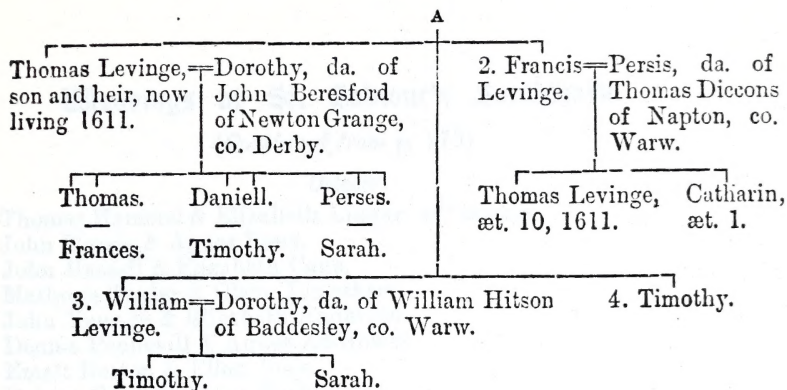 A
Thomas Levinge,
son and heir, now
living 1611.
Dorothy, da. of
John Beresford
of Newton Grange,
co. Derby.
2. Francis
Levinge.
Persis, da. of
Thomas Diccons
of Napton, co.
Warw.
Thomas. Daniell. Perses.
Frances. Timothy. Sarah.
Thomas Levinge,
æt. 10, 1611.
Catharin,
æt. 1.
3. William
Levinge.
Dorothy, da. of William Hitson
of Baddesley, co. Warw.
4. Timothy.
Timothy. Sarah.